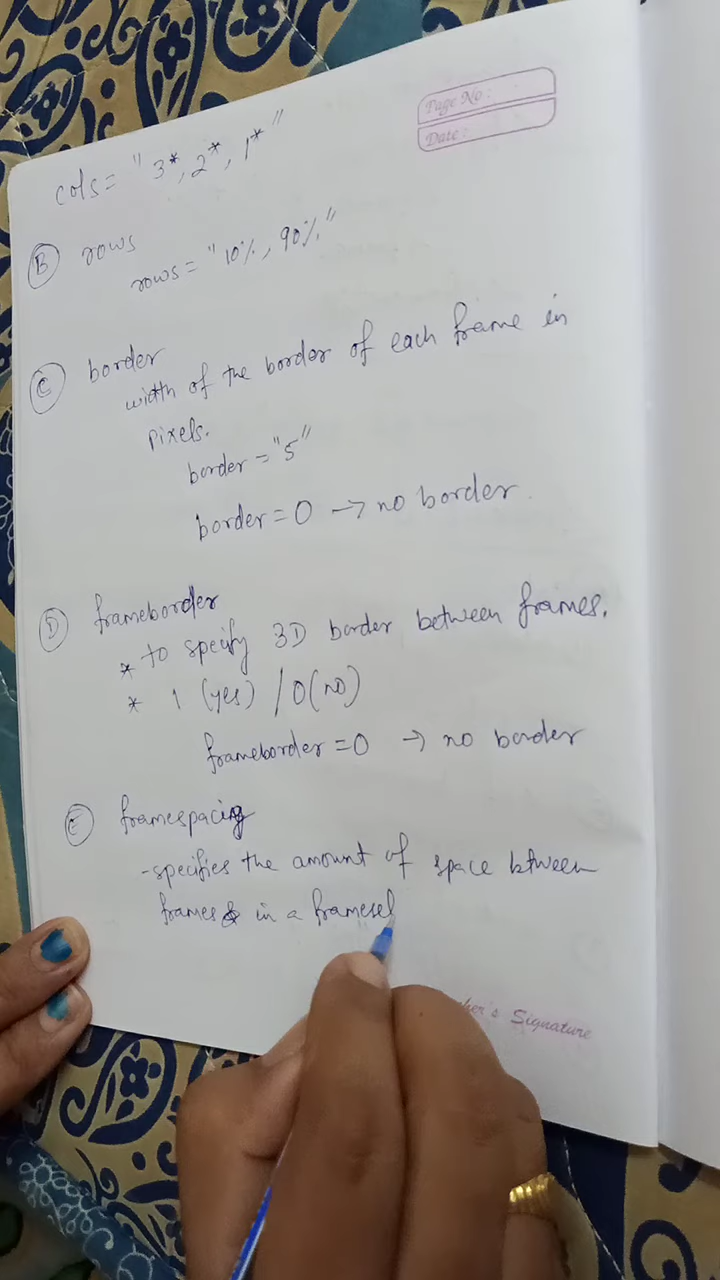 Page No:
Date:
cols= "3*, 2*, 1*"
Ⓑ rows
rows = "10%, 90%"
Ⓒ border
width of the border of each frame in
pixels.
border = "5"
border = 0 → no border.
Ⓓ frameborder
* to specify 3D border between frames.
* 1 (yes) / 0 (no)
frameborder = 0 → no border
Ⓔ framespacing
-specifies the amount of space between
frames in a frameset
Signature